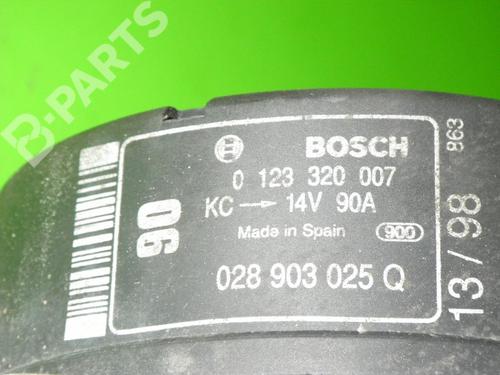 BOSCH
0 123 320 007
KC → 14V 90A
Made in Spain 900
028 903 025 Q
90
13/98 863
B-PARTS